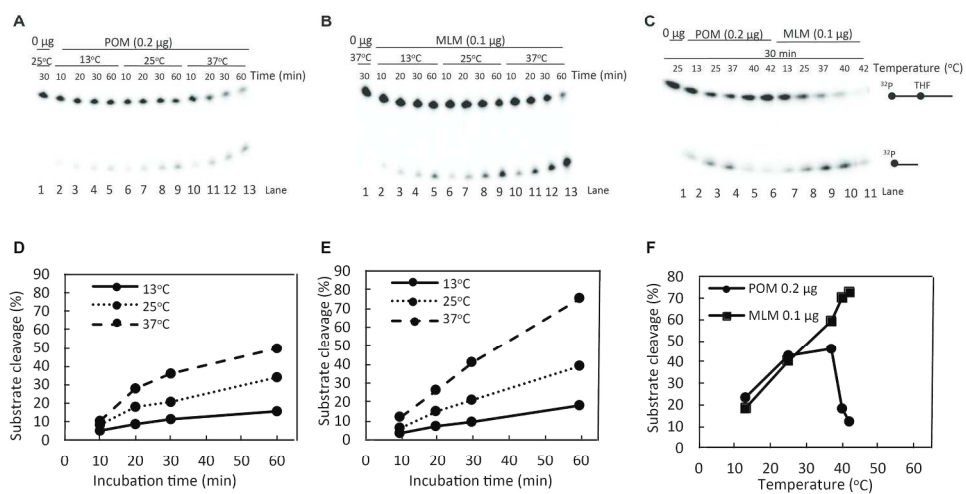 A
0 µg
POM (0.2 µg)
25°C
13°C
25°C
37°C
30 10 20 30 60 10 20 30 60 10 20 30 60 Time (min)
1 2 3 4 5 6 7 8 9 10 11 12 13 Lane
B
0 µg
MLM (0.1 µg)
37°C
13°C
25°C
37°C
30 10 20 30 60 10 20 30 60 10 20 30 60 Time (min)
1 2 3 4 5 6 7 8 9 10 11 12 13 Lane
C
0 µg POM (0.2 µg) MLM (0.1 µg)
30 min
25 13 25 37 40 42 13 25 37 40 42 Temperature (°C)
32P THF
32P
1 2 3 4 5 6 7 8 9 10 11 Lane
D
Substrate cleavage (%)
90
80
70
60
50
40
30
20
10
0
13°C
25°C
37°C
0 10 20 30 40 50 60
Incubation time (min)
E
Substrate cleavage (%)
90
80
70
60
50
40
30
20
10
0
13°C
25°C
37°C
0 10 20 30 40 50 60
Incubation time (min)
F
Substrate cleavage (%)
80
70
60
50
40
30
20
10
0
POM 0.2 µg
MLM 0.1 µg
0 10 20 30 40 50 60
Temperature (°C)